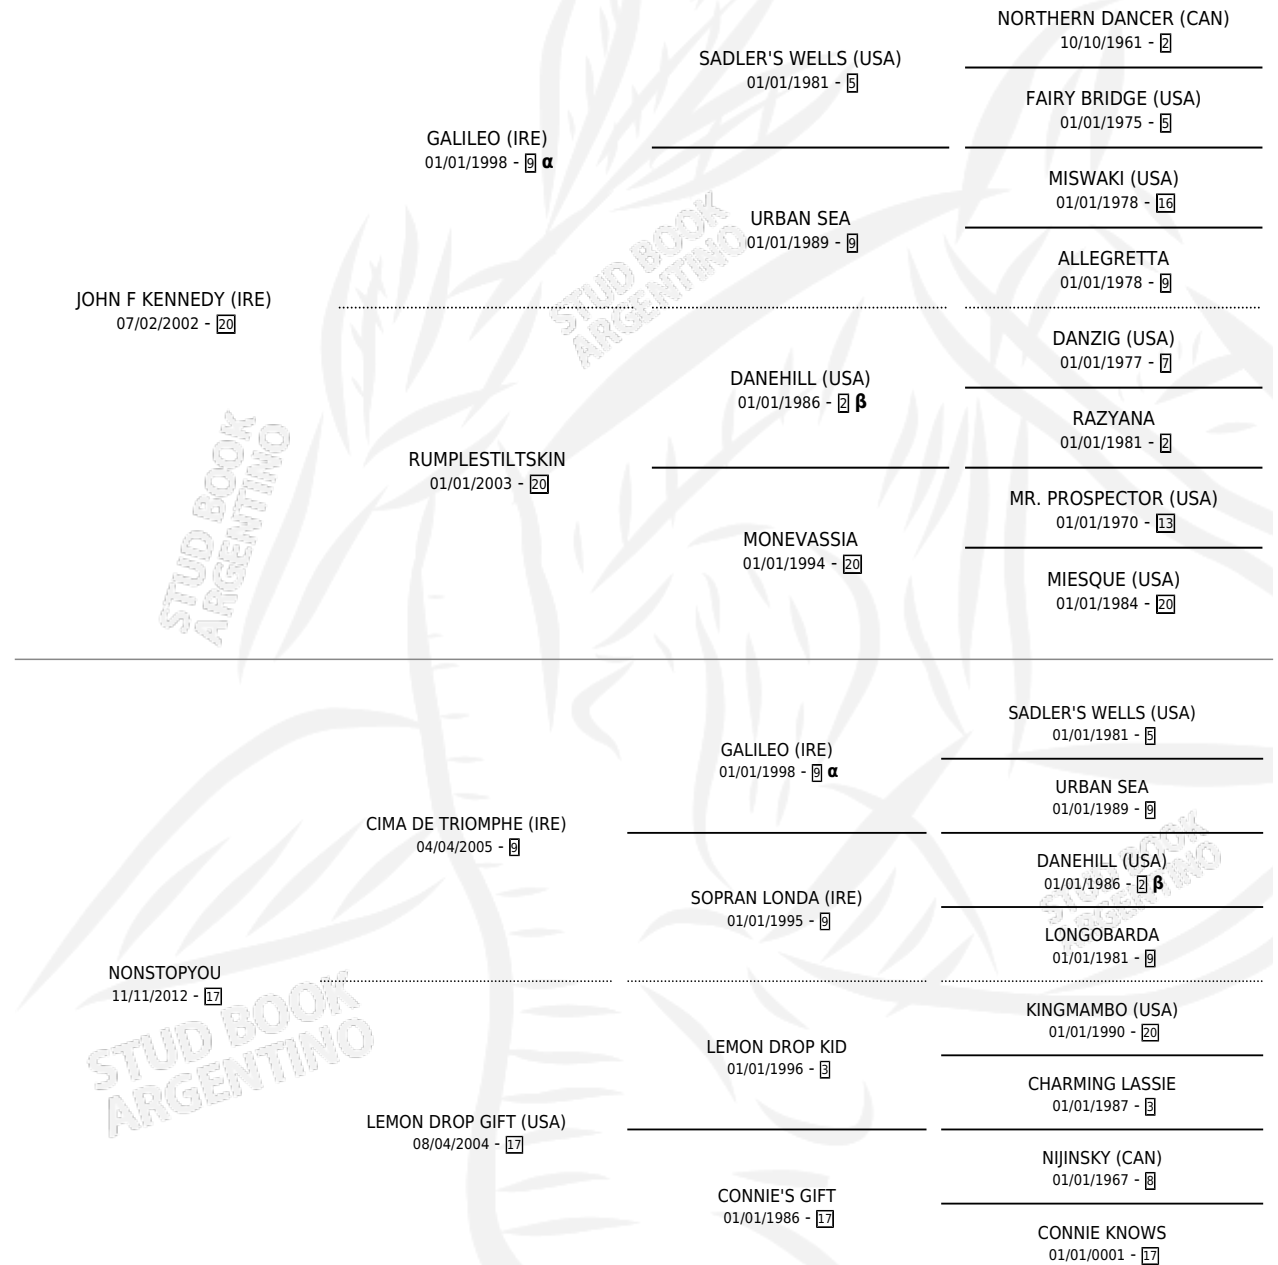 NORTHERN DANCER (CAN)
10/10/1961 - 2
SADLER'S WELLS (USA)
01/01/1981 - 5
FAIRY BRIDGE (USA)
01/01/1975 - 5
GALILEO (IRE)
01/01/1998 - 9 α
MISWAKI (USA)
01/01/1978 - 16
URBAN SEA
01/01/1989 - 9
ALLEGRETTA
01/01/1978 - 9
JOHN F KENNEDY (IRE)
07/02/2002 - 20
DANZIG (USA)
01/01/1977 - 7
DANEHILL (USA)
01/01/1986 - 2 β
RAZYANA
01/01/1981 - 2
RUMPLESTILTSKIN
01/01/2003 - 20
MR. PROSPECTOR (USA)
01/01/1970 - 13
MONEVASSIA
01/01/1994 - 20
MIESQUE (USA)
01/01/1984 - 20
SADLER'S WELLS (USA)
01/01/1981 - 5
GALILEO (IRE)
01/01/1998 - 9 α
URBAN SEA
01/01/1989 - 9
CIMA DE TRIOMPHE (IRE)
04/04/2005 - 9
DANEHILL (USA)
01/01/1986 - 2 β
SOPRAN LONDA (IRE)
01/01/1995 - 9
LONGOBARDA
01/01/1981 - 9
NONSTOPYOU
11/11/2012 - 17
KINGMAMBO (USA)
01/01/1990 - 20
LEMON DROP KID
01/01/1996 - 3
CHARMING LASSIE
01/01/1987 - 3
LEMON DROP GIFT (USA)
08/04/2004 - 17
NIJINSKY (CAN)
01/01/1967 - 8
CONNIE'S GIFT
01/01/1986 - 17
CONNIE KNOWS
01/01/0001 - 17
STUD BOOK
ARGENTINO
STUD BOOK
ARGENTINO
STUD BOOK
ARGENTINO
STUD BOOK
ARGENTINO